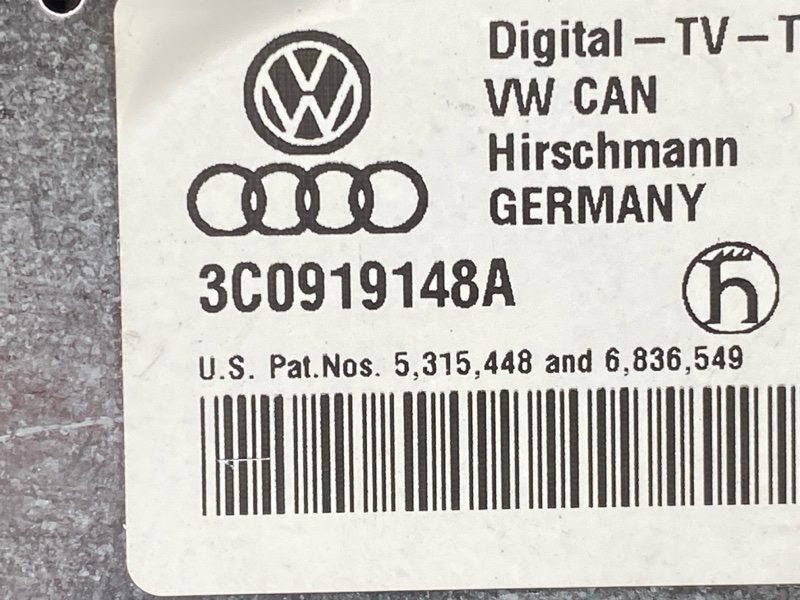 Digital-TV-T
VW CAN
Hirschmann
GERMANY
3C0919148A
U.S. Pat.Nos. 5,315,448 and 6,836,549